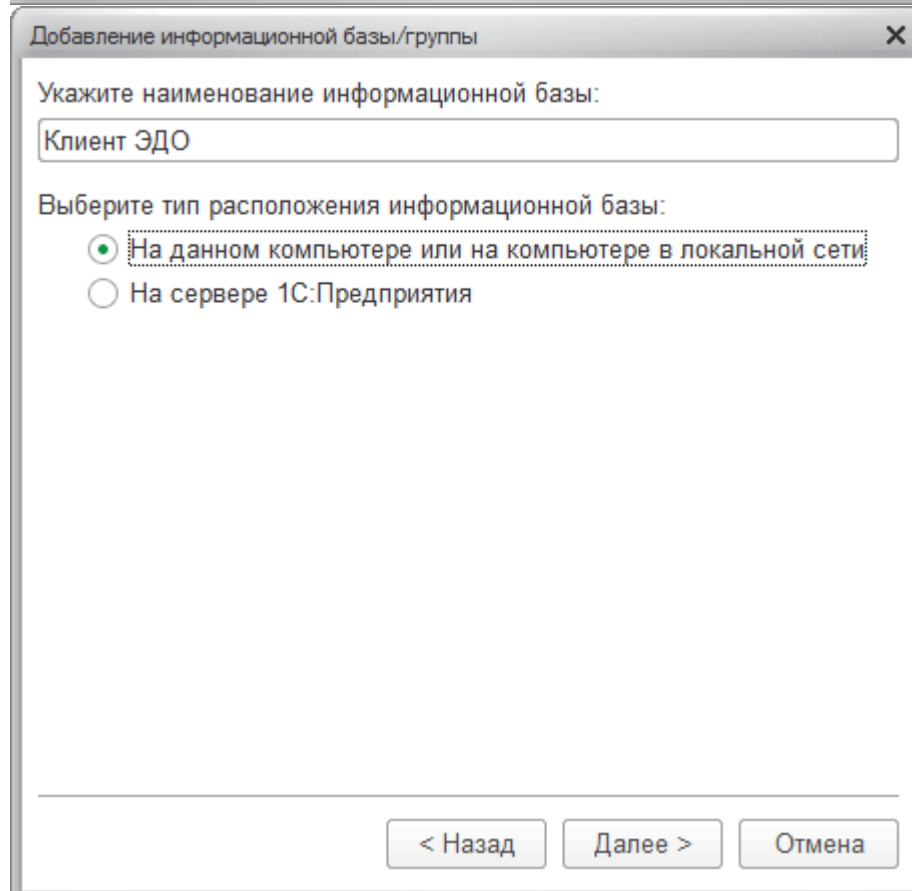 Добавление информационной базы/группы
Укажите наименование информационной базы:
Клиент ЭДО
Выберите тип расположения информационной базы:
На данном компьютере или на компьютере в локальной сети
На сервере 1С:Предприятия
< Назад
Далее >
Отмена